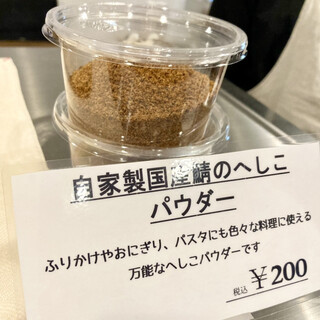 自家製国産鯖のへしこ
パウダー
ふりかけやおにぎり、パスタにも色々な料理に使える
万能なへしこパウダーです
税込 ¥200